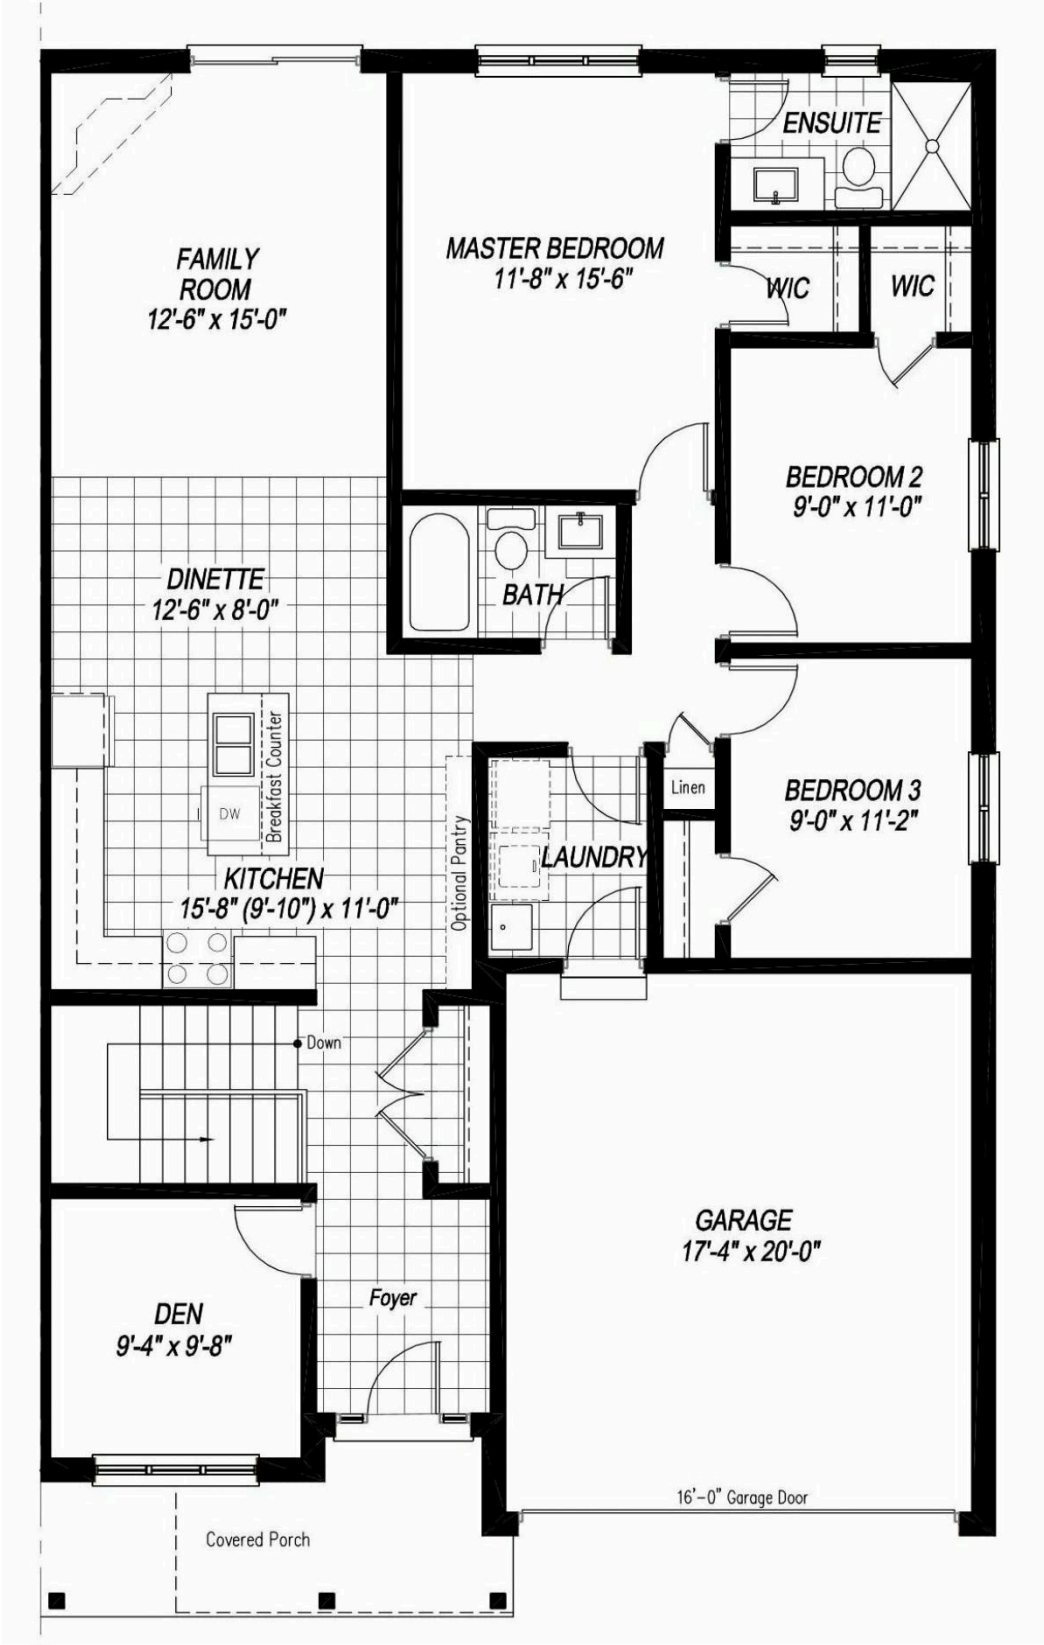 ENSUITE
FAMILY
ROOM
12'-6" x 15'-0"
MASTER BEDROOM
11'-8" x 15'-6"
WIC
WIC
BEDROOM 2
9'-0" x 11'-0"
DINETTE
12'-6" x 8'-0"
BATH
Breakfast Counter
DW
Optional Pantry
Linen
BEDROOM 3
9'-0" x 11'-2"
LAUNDRY
KITCHEN
15'-8" (9'-10") x 11'-0"
Down
GARAGE
17'-4" x 20'-0"
Foyer
DEN
9'-4" x 9'-8"
16'-0" Garage Door
Covered Porch